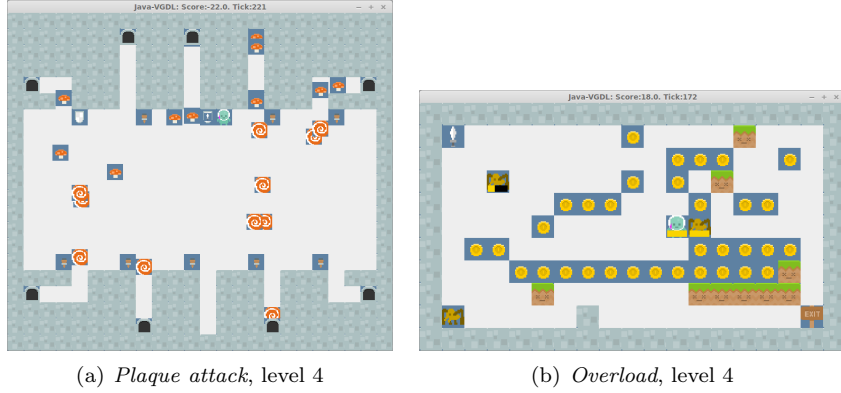 Java-VGDL: Score:-22.0. Tick:221
Java-VGDL: Score:18.0. Tick:172
EXIT
(a) Plaque attack, level 4
(b) Overload, level 4